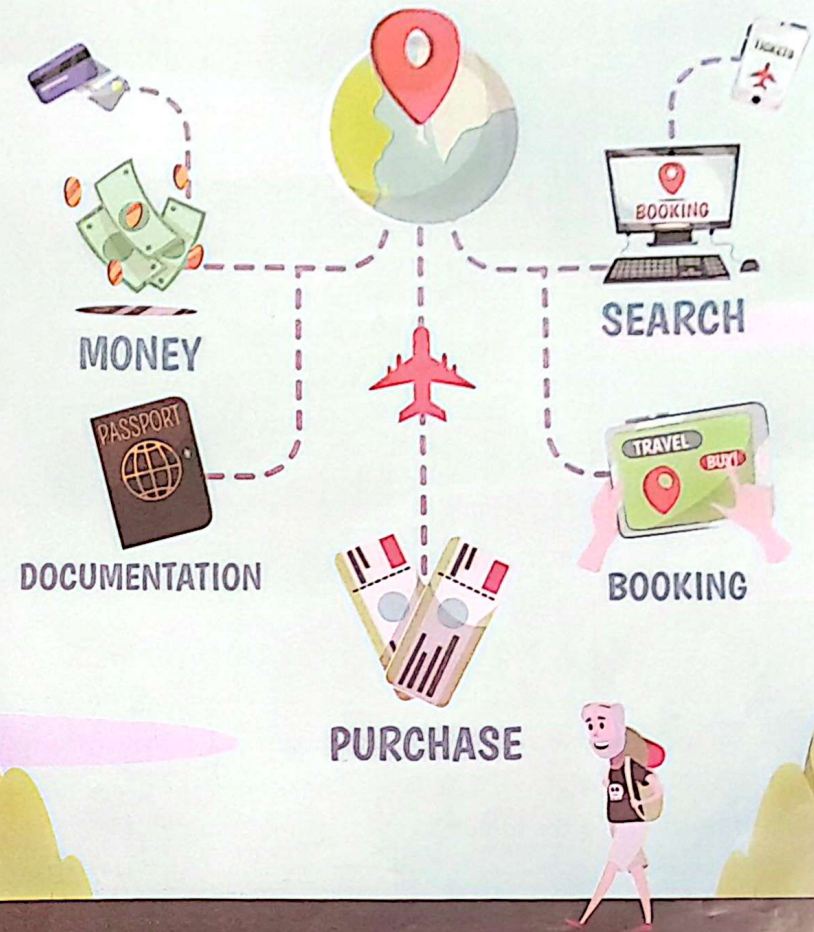 TICKETS
BOOKING
SEARCH
MONEY
PASSPORT
TRAVEL
BUY!
DOCUMENTATION
BOOKING
PURCHASE